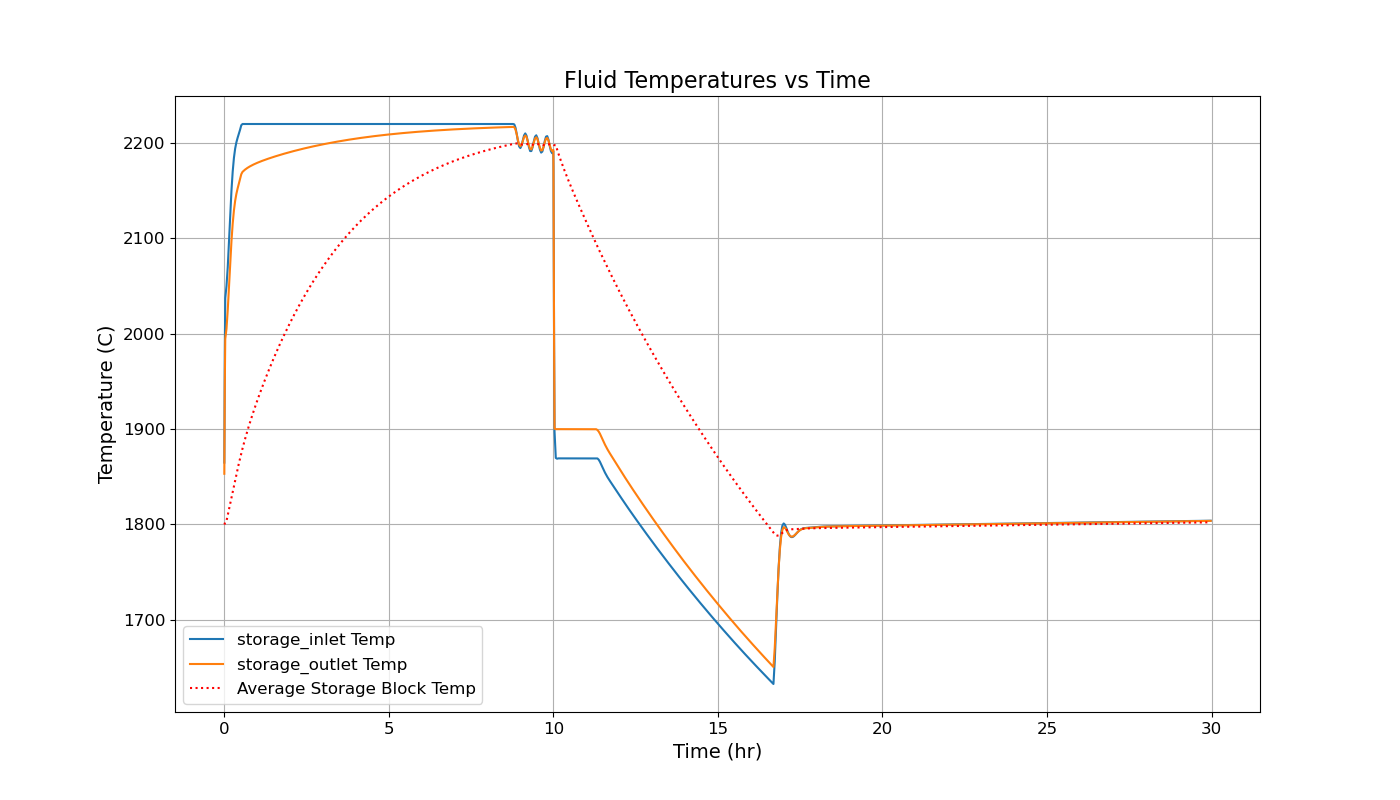 Fluid Temperatures vs Time
Temperature (C)
2200
2100
2000
1900
1800
1700
storage_inlet Temp
storage_outlet Temp
Average Storage Block Temp
0 5 10 15 20 25 30
Time (hr)